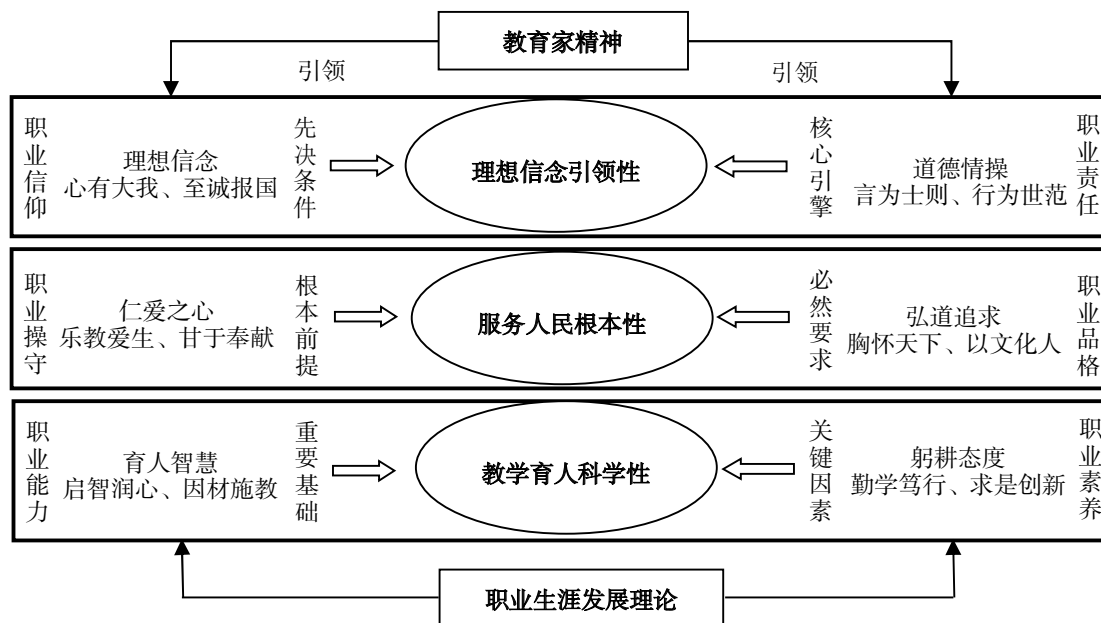 教育家精神
引领
引领
职业信仰
理想信念
心有大我、至诚报国
先决条件
理想信念引领性
核心引擎
道德情操
言为士则、行为世范
职业责任
职业操守
仁爱之心
乐教爱生、甘于奉献
根本前提
服务人民根本性
必然要求
弘道追求
胸怀天下、以文化人
职业品格
职业能力
育人智慧
启智润心、因材施教
重要基础
教学育人科学性
关键因素
躬耕态度
勤学笃行、求是创新
职业素养
职业生涯发展理论